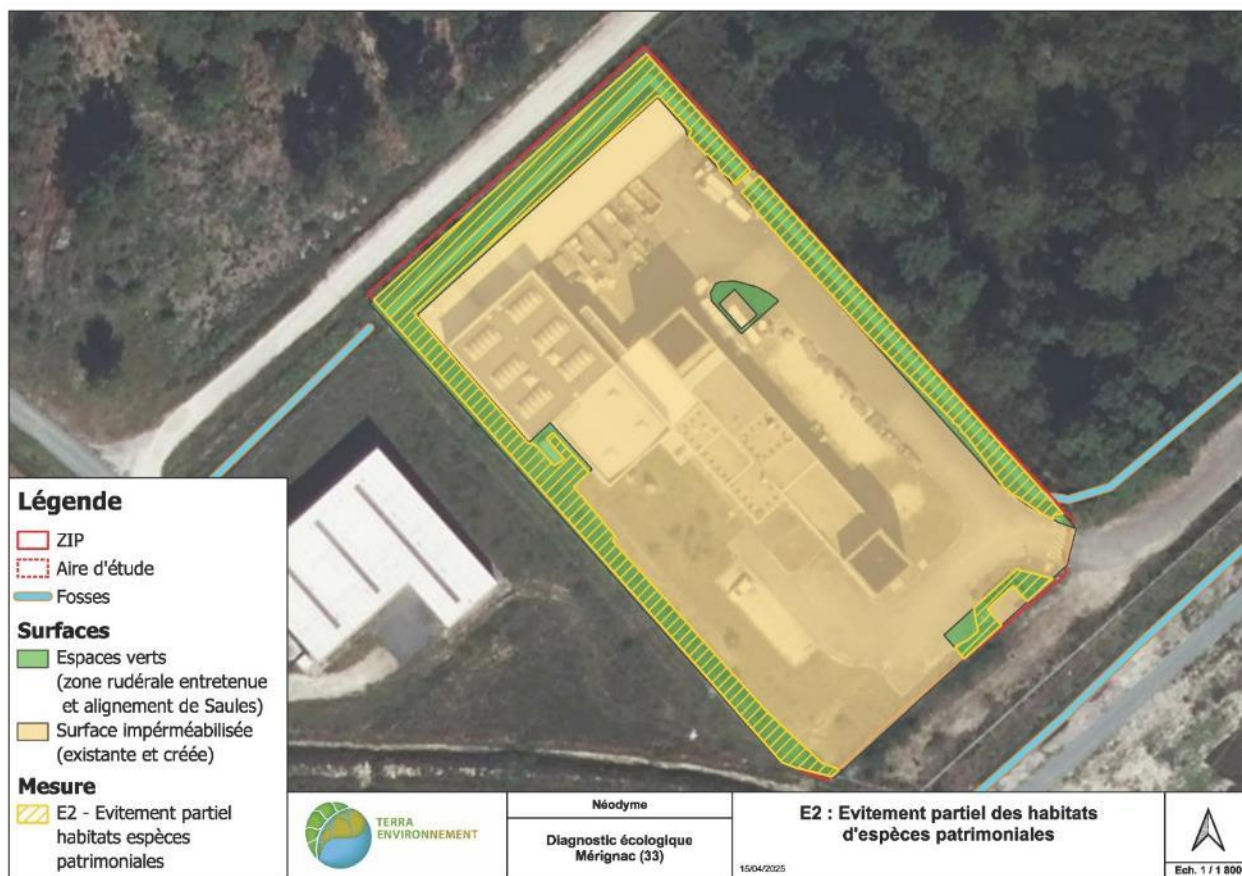 Légende
ZIP
Aire d'étude
Fosses
Surfaces
Espaces verts
(zone rudérale entretenue
et alignement de Saules)
Surface impérméabilisée
(existante et créée)
Mesure
E2 - Evitement partiel
habitats espèces
patrimoniales
TERRA
ENVIRONNEMENT
Néodyme
Diagnostic écologique
Mérignac (33)
E2 : Evitement partiel des habitats
d'espèces patrimoniales
15/04/2025
Ech. 1 / 1 800